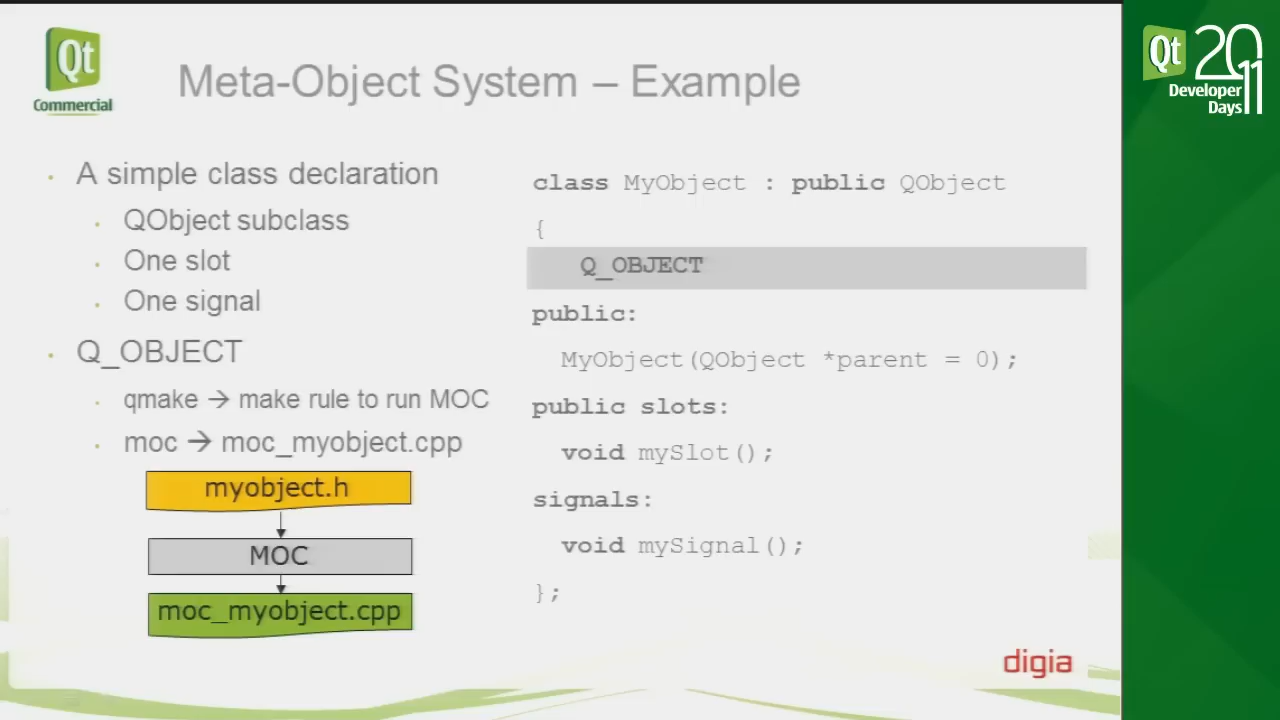 Qt
Commercial
Meta-Object System – Example
A simple class declaration
QObject subclass
One slot
One signal
Q_OBJECT
qmake → make rule to run MOC
moc → moc_myobject.cpp
myobject.h
MOC
moc_myobject.cpp
class MyObject : public QObject
{
Q_OBJECT
public:
MyObject(QObject *parent = 0);
public slots:
void mySlot();
signals:
void mySignal();
};
digia
Qt 2011
Developer
Days